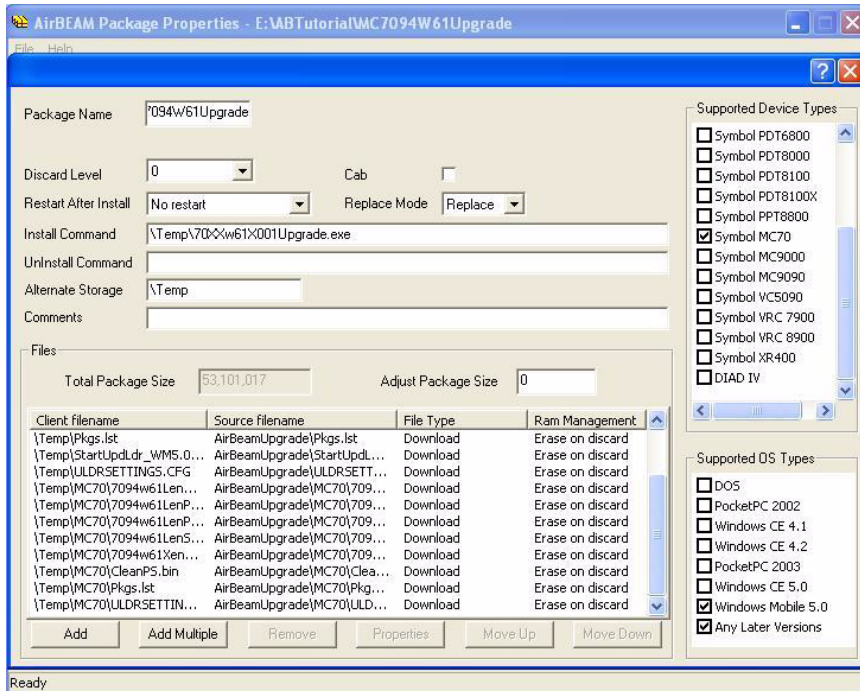 AirBEAM Package Properties - E:\ABTutorial\MC7094W61Upgrade
File Help
Package Name 7094W61Upgrade
Discard Level 0 Cab
Restart After Install No restart Replace Mode Replace
Install Command \Temp\70XXw61X001Upgrade.exe
UnInstall Command
Alternate Storage \Temp
Comments
Supported Device Types
Symbol PDT6800
Symbol PDT8000
Symbol PDT8100
Symbol PDT8100X
Symbol PPT8800
Symbol MC70
Symbol MC9000
Symbol MC9090
Symbol VC5090
Symbol VRC 7900
Symbol VRC 8900
Symbol XR400
DIAD IV
Files
Total Package Size 53,101,017 Adjust Package Size 0
Client filename Source filename File Type Ram Management
\Temp\Pkgs.lst AirBeamUpgrade\Pkgs.lst Download Erase on discard
\Temp\StartUpdLdr_WM5.0... AirBeamUpgrade\StartUpdL... Download Erase on discard
\Temp\ULDRSETTINGS.CFG AirBeamUpgrade\ULDRSETT... Download Erase on discard
\Temp\MC70\7094w61Len... AirBeamUpgrade\MC70\709... Download Erase on discard
\Temp\MC70\7094w61LenP... AirBeamUpgrade\MC70\709... Download Erase on discard
\Temp\MC70\7094w61LenP... AirBeamUpgrade\MC70\709... Download Erase on discard
\Temp\MC70\7094w61LenS... AirBeamUpgrade\MC70\709... Download Erase on discard
\Temp\MC70\7094w61Xen... AirBeamUpgrade\MC70\709... Download Erase on discard
\Temp\MC70\CleanPS.bin AirBeamUpgrade\MC70\Clea... Download Erase on discard
\Temp\MC70\Pkgs.lst AirBeamUpgrade\MC70\Pkg... Download Erase on discard
\Temp\MC70\ULDRSETTIN... AirBeamUpgrade\MC70\ULD... Download Erase on discard
Add Add Multiple Remove Properties Move Up Move Down
Supported OS Types
DOS
PocketPC 2002
Windows CE 4.1
Windows CE 4.2
PocketPC 2003
Windows CE 5.0
Windows Mobile 5.0
Any Later Versions
Ready